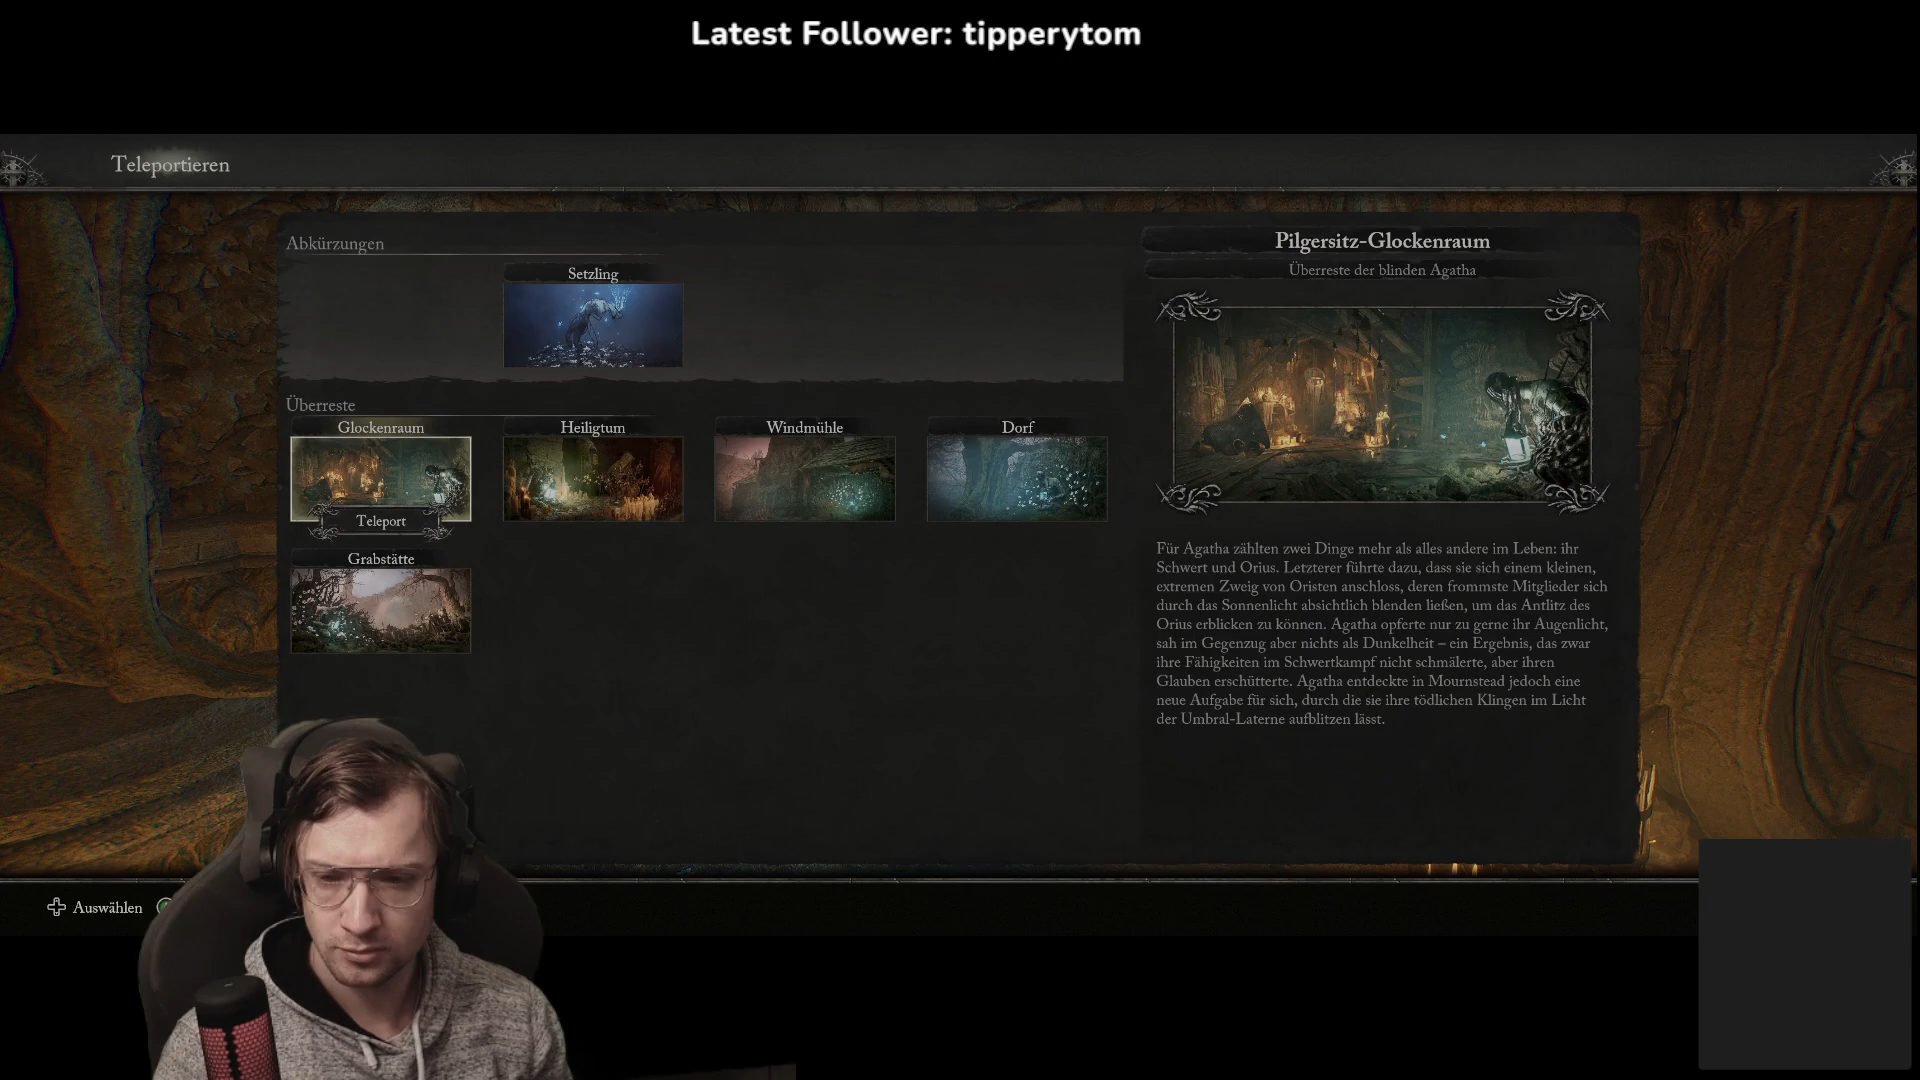 Latest Follower: tipperytom
Teleportieren
Abkürzungen
Setzling
Überreste
Glockenraum
Heiligtum
Windmühle
Dorf
Teleport
Grabstätte
Pilgersitz-Glockenraum
Überreste der blinden Agatha
Für Agatha zählten zwei Dinge mehr als alles andere im Leben: ihr
Schwert und Orius. Letzterer führte dazu, dass sie sich einem kleinen,
extremen Zweig von Oristen anschloss, deren frommste Mitglieder sich
durch das Sonnenlicht absichtlich blenden ließen, um das Antlitz des
Orius erblicken zu können. Agatha opferte nur zu gerne ihr Augenlicht,
sah im Gegenzug aber nichts als Dunkelheit – ein Ergebnis, das zwar
ihre Fähigkeiten im Schwertkampf nicht schmälerte, aber ihren
Glauben erschütterte. Agatha entdeckte in Mournstead jedoch eine
neue Aufgabe für sich, durch die sie ihre tödlichen Klingen im Licht
der Umbral-Laterne aufblitzen lässt.
Auswählen